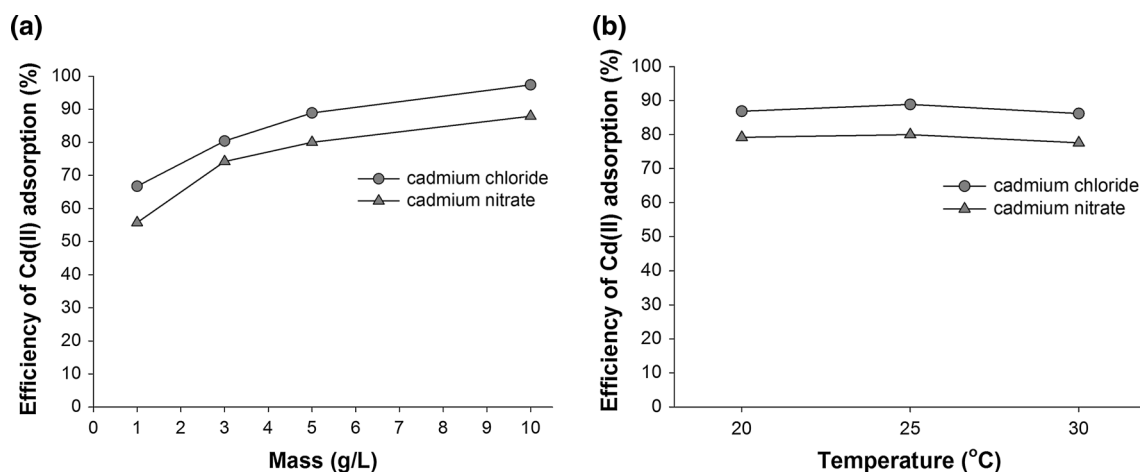 (a)
Efficiency of Cd(II) adsorption (%)
100
90
80
70
60
50
40
30
20
10
0
cadmium chloride
cadmium nitrate
0 1 2 3 4 5 6 7 8 9 10
Mass (g/L)
(b)
Efficiency of Cd(II) adsorption (%)
100
90
80
70
60
50
40
30
20
10
0
cadmium chloride
cadmium nitrate
20 25 30
Temperature (°C)